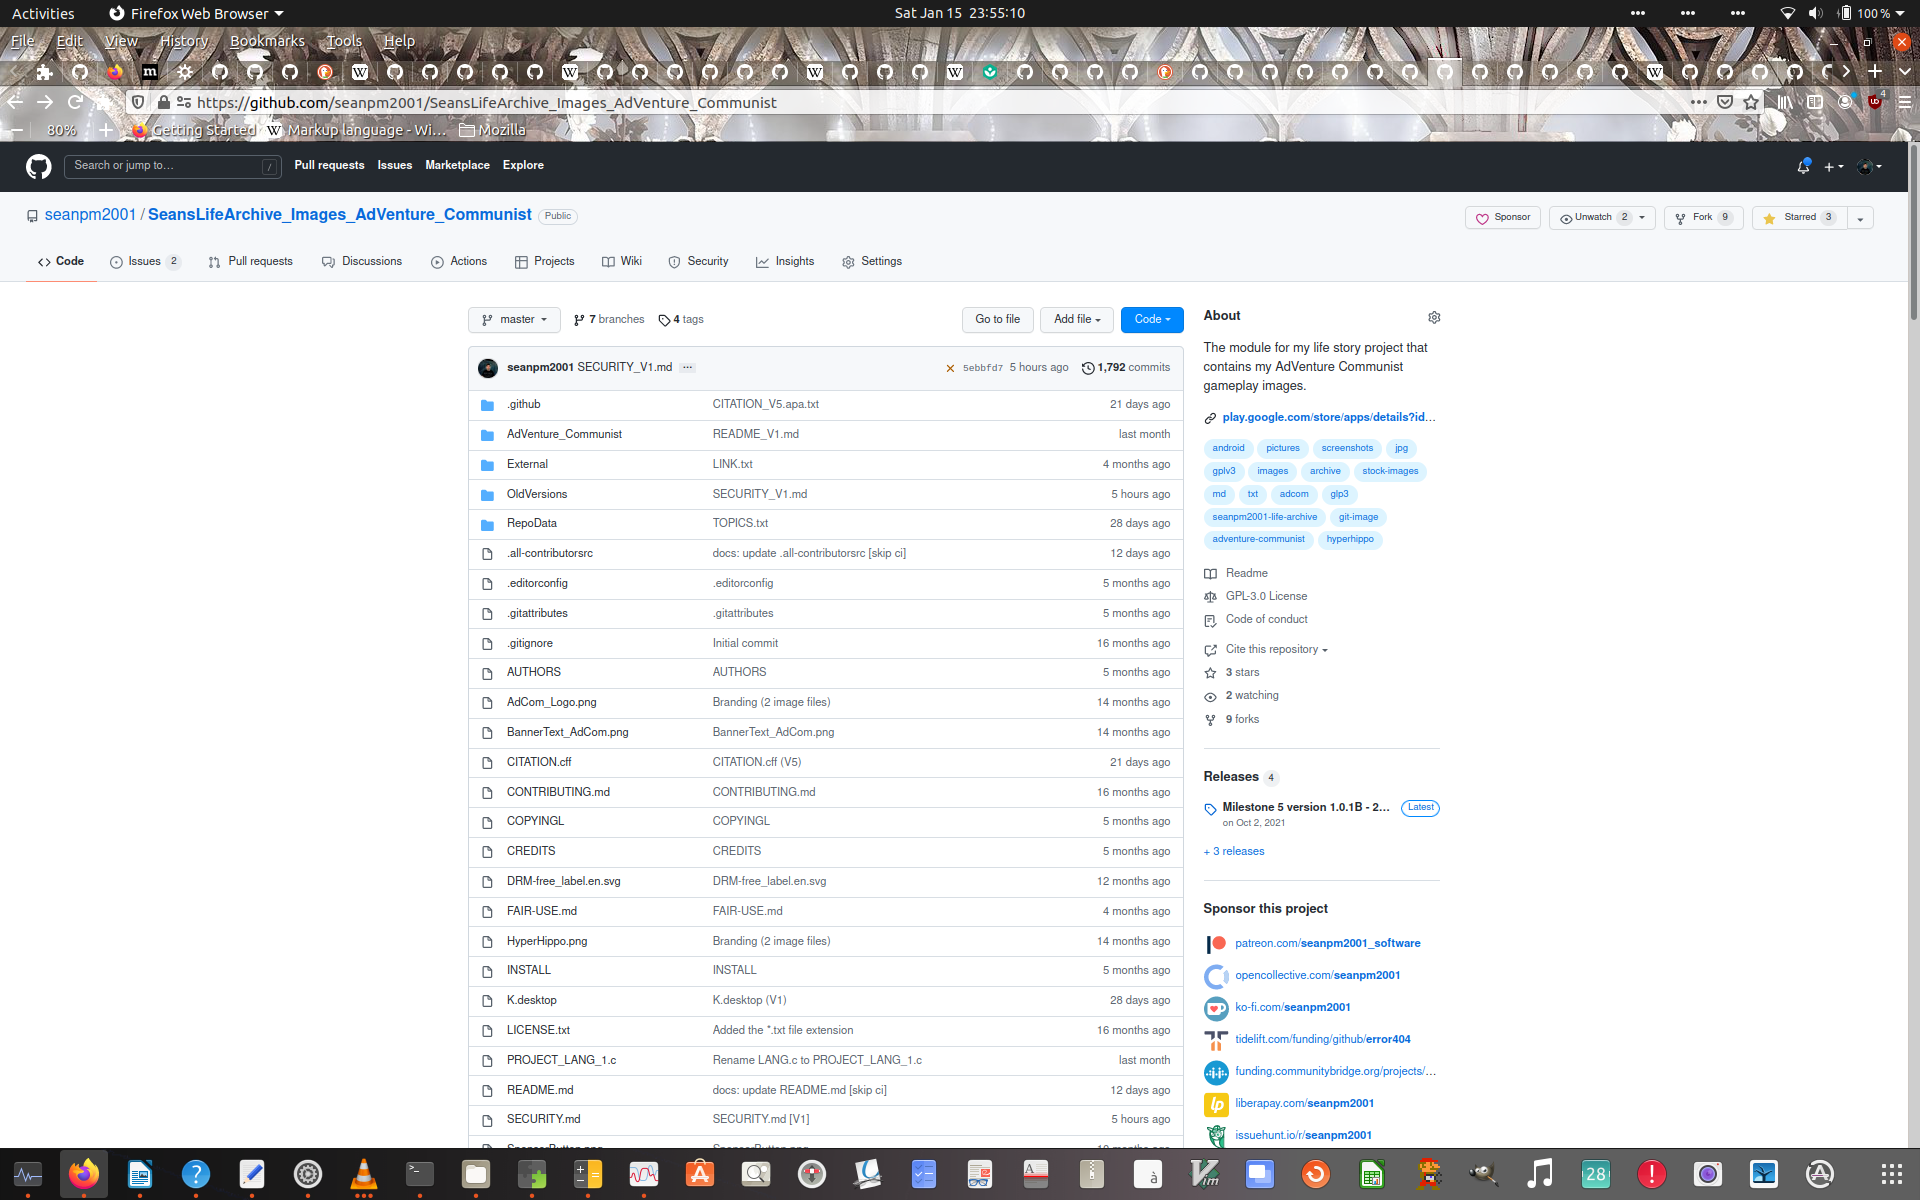 Activities Firefox Web Browser Sat Jan 15 23:55:10 100 %
File Edit View History Bookmarks Tools Help
https://github.com/seanpm2001/SeansLifeArchive_Images_AdVenture_Communist
80% Getting Started Markup language - Wi... Mozilla
Search or jump to... / Pull requests Issues Marketplace Explore
seanpm2001 / SeansLifeArchive_Images_AdVenture_Communist Public
Sponsor Unwatch 2 Fork 9 Starred 3
Code Issues 2 Pull requests Discussions Actions Projects Wiki Security Insights Settings
master 7 branches 4 tags Go to file Add file Code
seanpm2001 SECURITY_V1.md ... 5ebbfd7 5 hours ago 1,792 commits
.github CITATION_V5.apa.txt 21 days ago
AdVenture_Communist README_V1.md last month
External LINK.txt 4 months ago
OldVersions SECURITY_V1.md 5 hours ago
RepoData TOPICS.txt 28 days ago
.all-contributorsrc docs: update .all-contributorsrc [skip ci] 12 days ago
.editorconfig .editorconfig 5 months ago
.gitattributes .gitattributes 5 months ago
.gitignore Initial commit 16 months ago
AUTHORS AUTHORS 5 months ago
AdCom_Logo.png Branding (2 image files) 14 months ago
BannerText_AdCom.png BannerText_AdCom.png 14 months ago
CITATION.cff CITATION.cff (V5) 21 days ago
CONTRIBUTING.md CONTRIBUTING.md 16 months ago
COPYINGL COPYINGL 5 months ago
CREDITS CREDITS 5 months ago
DRM-free_label.en.svg DRM-free_label.en.svg 12 months ago
FAIR-USE.md FAIR-USE.md 4 months ago
HyperHippo.png Branding (2 image files) 14 months ago
INSTALL INSTALL 5 months ago
K.desktop K.desktop (V1) 28 days ago
LICENSE.txt Added the *.txt file extension 16 months ago
PROJECT_LANG_1.c Rename LANG.c to PROJECT_LANG_1.c last month
README.md docs: update README.md [skip ci] 12 days ago
SECURITY.md SECURITY.md [V1] 5 hours ago
About
The module for my life story project that
contains my AdVenture Communist
gameplay images.
play.google.com/store/apps/details?id...
android pictures screenshots jpg
gplv3 images archive stock-images
md txt adcom glp3
seanpm2001-life-archive git-image
adventure-communist hyperhippo
Readme
GPL-3.0 License
Code of conduct
Cite this repository
3 stars
2 watching
9 forks
Releases 4
Milestone 5 version 1.0.1B - 2... Latest
on Oct 2, 2021
+ 3 releases
Sponsor this project
patreon.com/seanpm2001_software
opencollective.com/seanpm2001
ko-fi.com/seanpm2001
tidelift.com/funding/github/error404
funding.communitybridge.org/projects/...
liberapay.com/seanpm2001
issuehunt.io/r/seanpm2001
28